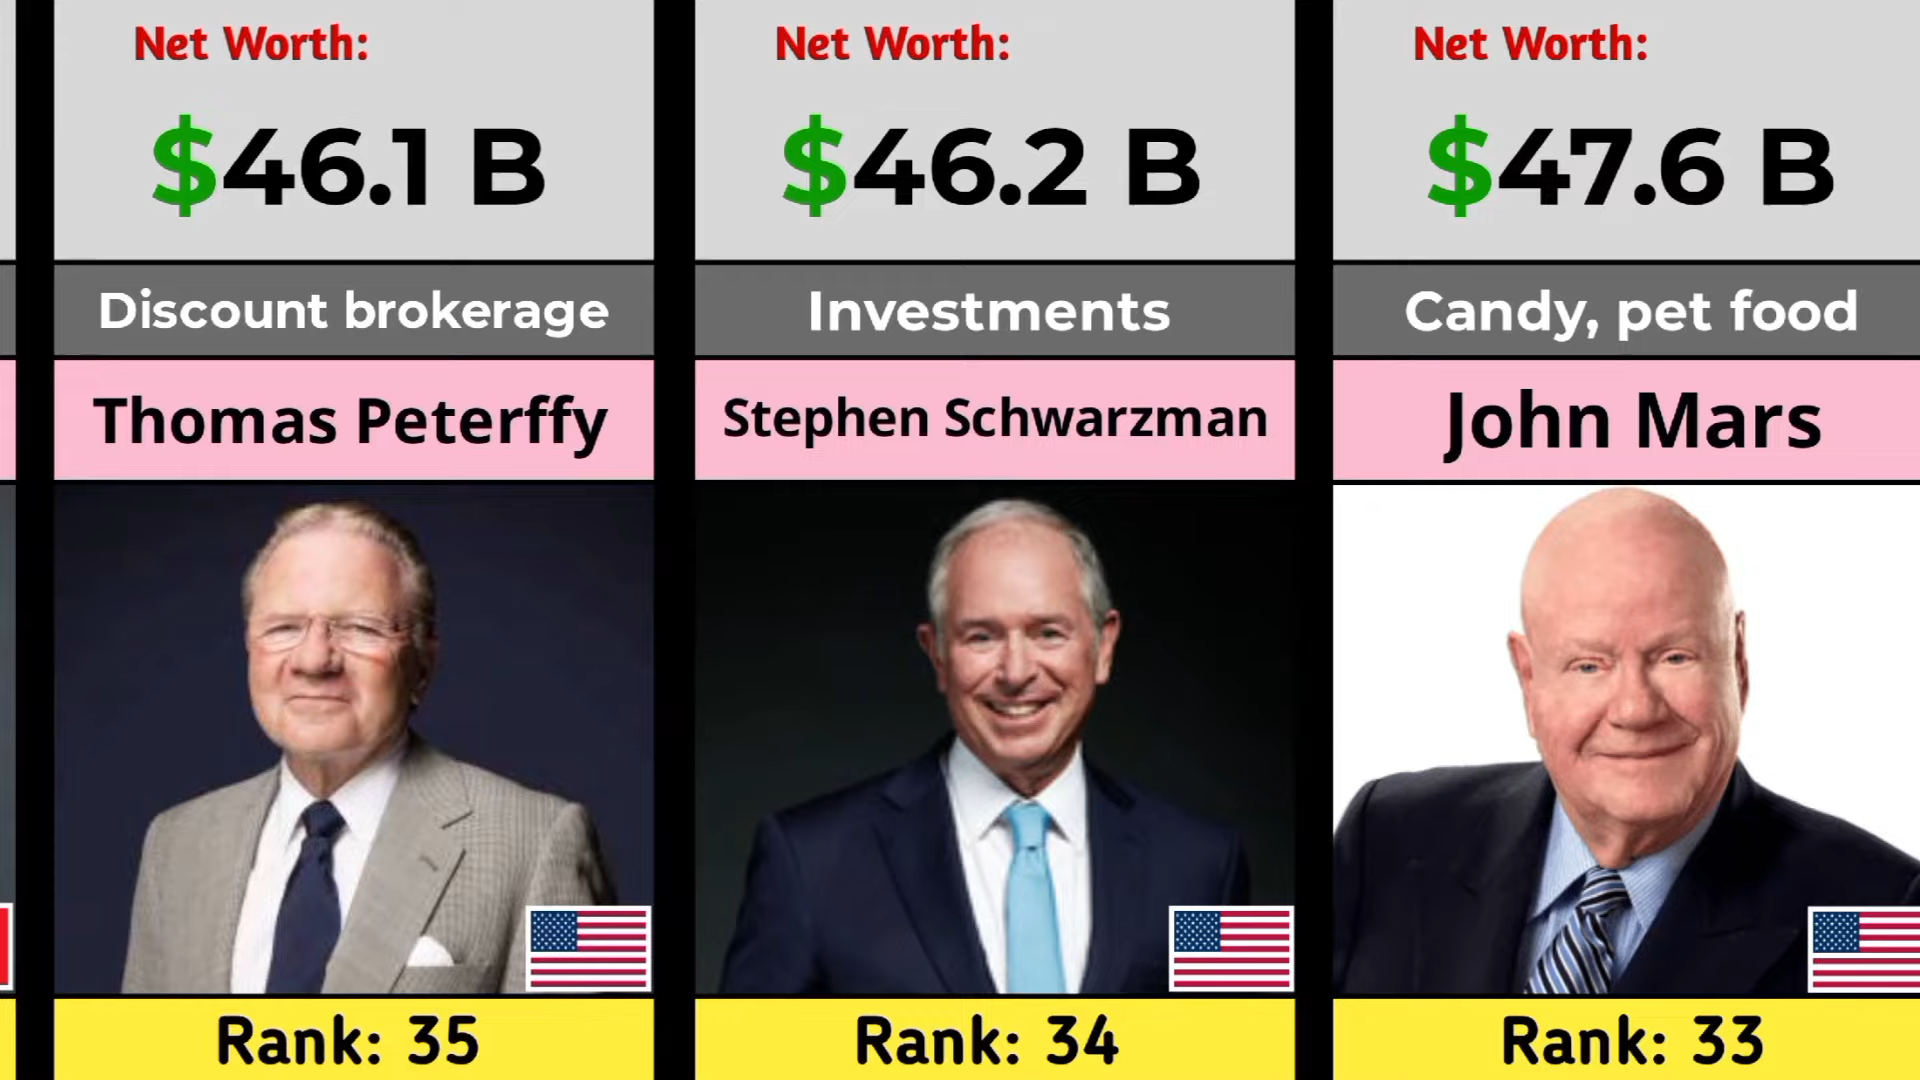 Net Worth:
$46.1 B
Discount brokerage
Thomas Peterffy
Rank: 35
Net Worth:
$46.2 B
Investments
Stephen Schwarzman
Rank: 34
Net Worth:
$47.6 B
Candy, pet food
John Mars
Rank: 33